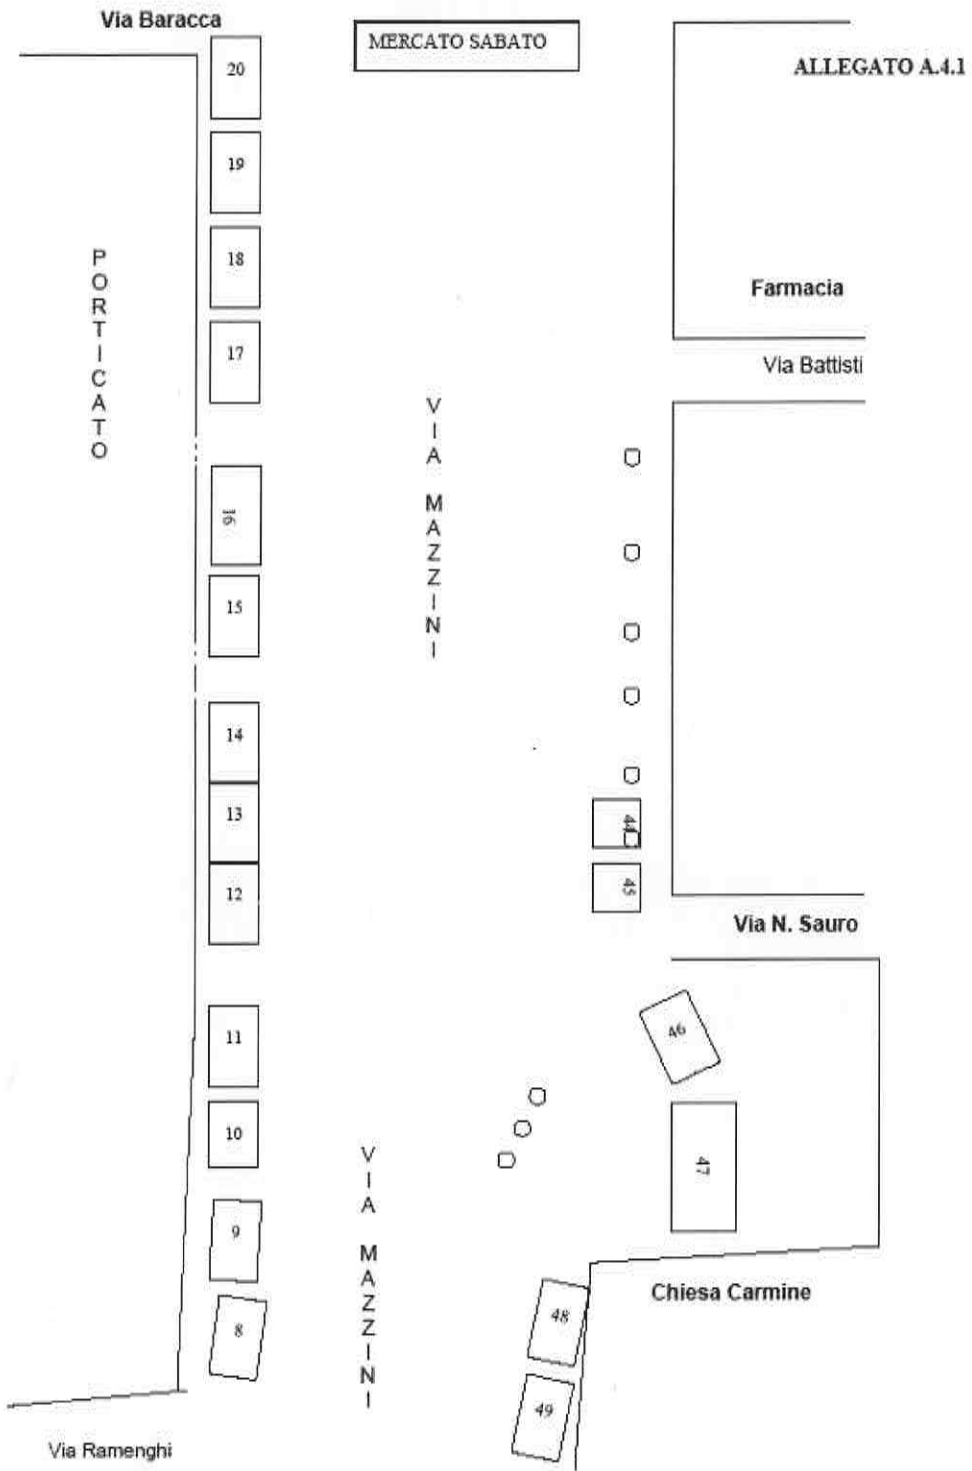 Via Baracca
MERCATO SABATO
ALLEGATO A.4.1
20
19
18
17
16
15
14
13
12
11
10
9
8
PORTICATO
VIA MAZZINI
VIA MAZZINI
Farmacia
Via Battisti
44
45
Via N. Sauro
46
47
Chiesa Carmine
48
49
Via Ramenghi